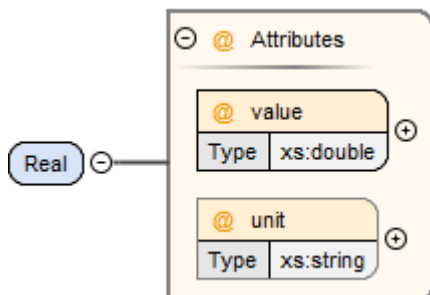 @ Attributes
@ value
Type xs:double
Real
@ unit
Type xs:string